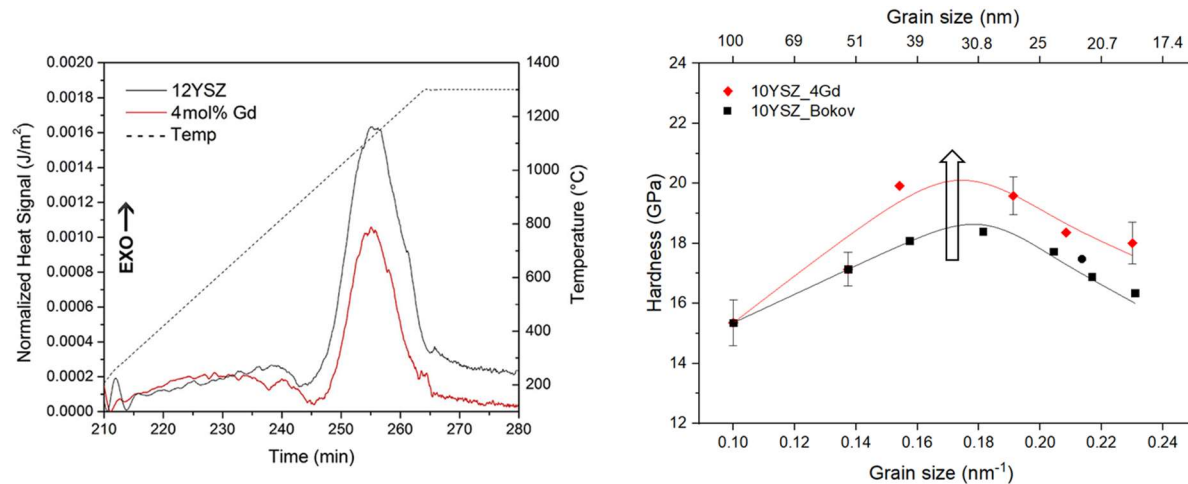 0.0020
0.0018
0.0016
0.0014
0.0012
0.0010
0.0008
0.0006
0.0004
0.0002
0.0000
Normalized Heat Signal (J/m²)
EXO
12YSZ
4mol% Gd
Temp
1400
1200
1000
800
600
400
200
Temperature (°C)
210 220 230 240 250 260 270 280
Time (min)
Grain size (nm)
100 69 51 39 30.8 25 20.7 17.4
24
22
20
18
16
14
12
Hardness (GPa)
10YSZ_4Gd
10YSZ_Bokov
0.10 0.12 0.14 0.16 0.18 0.20 0.22 0.24
Grain size (nm⁻¹)